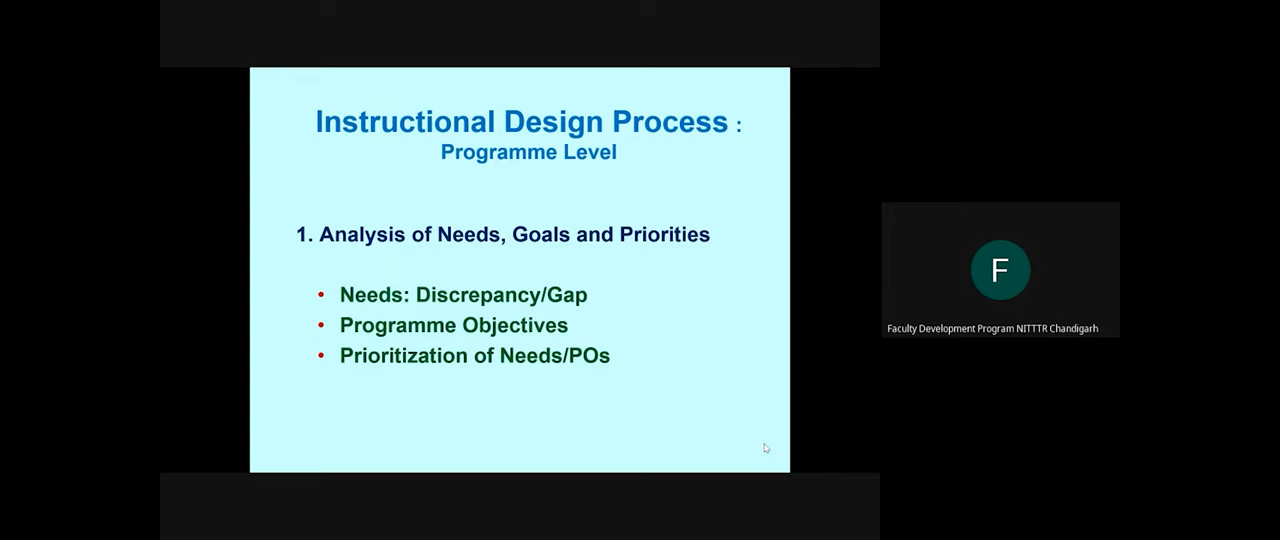 Instructional Design Process :
Programme Level
1. Analysis of Needs, Goals and Priorities
• Needs: Discrepancy/Gap
• Programme Objectives
• Prioritization of Needs/POs
F
Faculty Development Program NITTTR Chandigarh